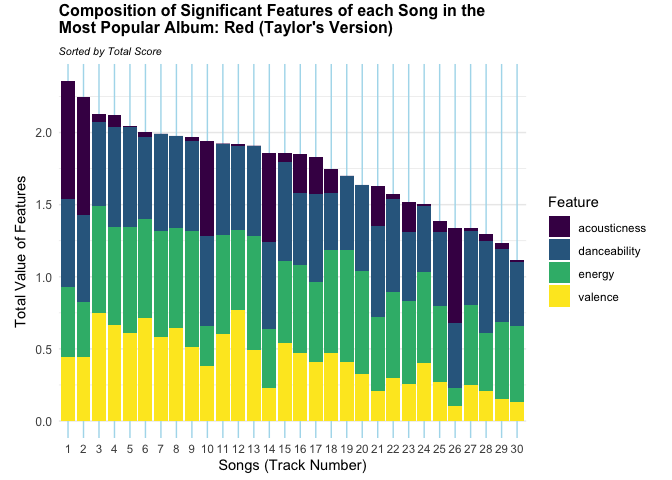 Composition of Significant Features of each Song in the
Most Popular Album: Red (Taylor's Version)
Sorted by Total Score
Total Value of Features
2.0
1.5
1.0
0.5
0.0
1 2 3 4 5 6 7 8 9 10 11 12 13 14 15 16 17 18 19 20 21 22 23 24 25 26 27 28 29 30
Songs (Track Number)
Feature
acousticness
danceability
energy
valence